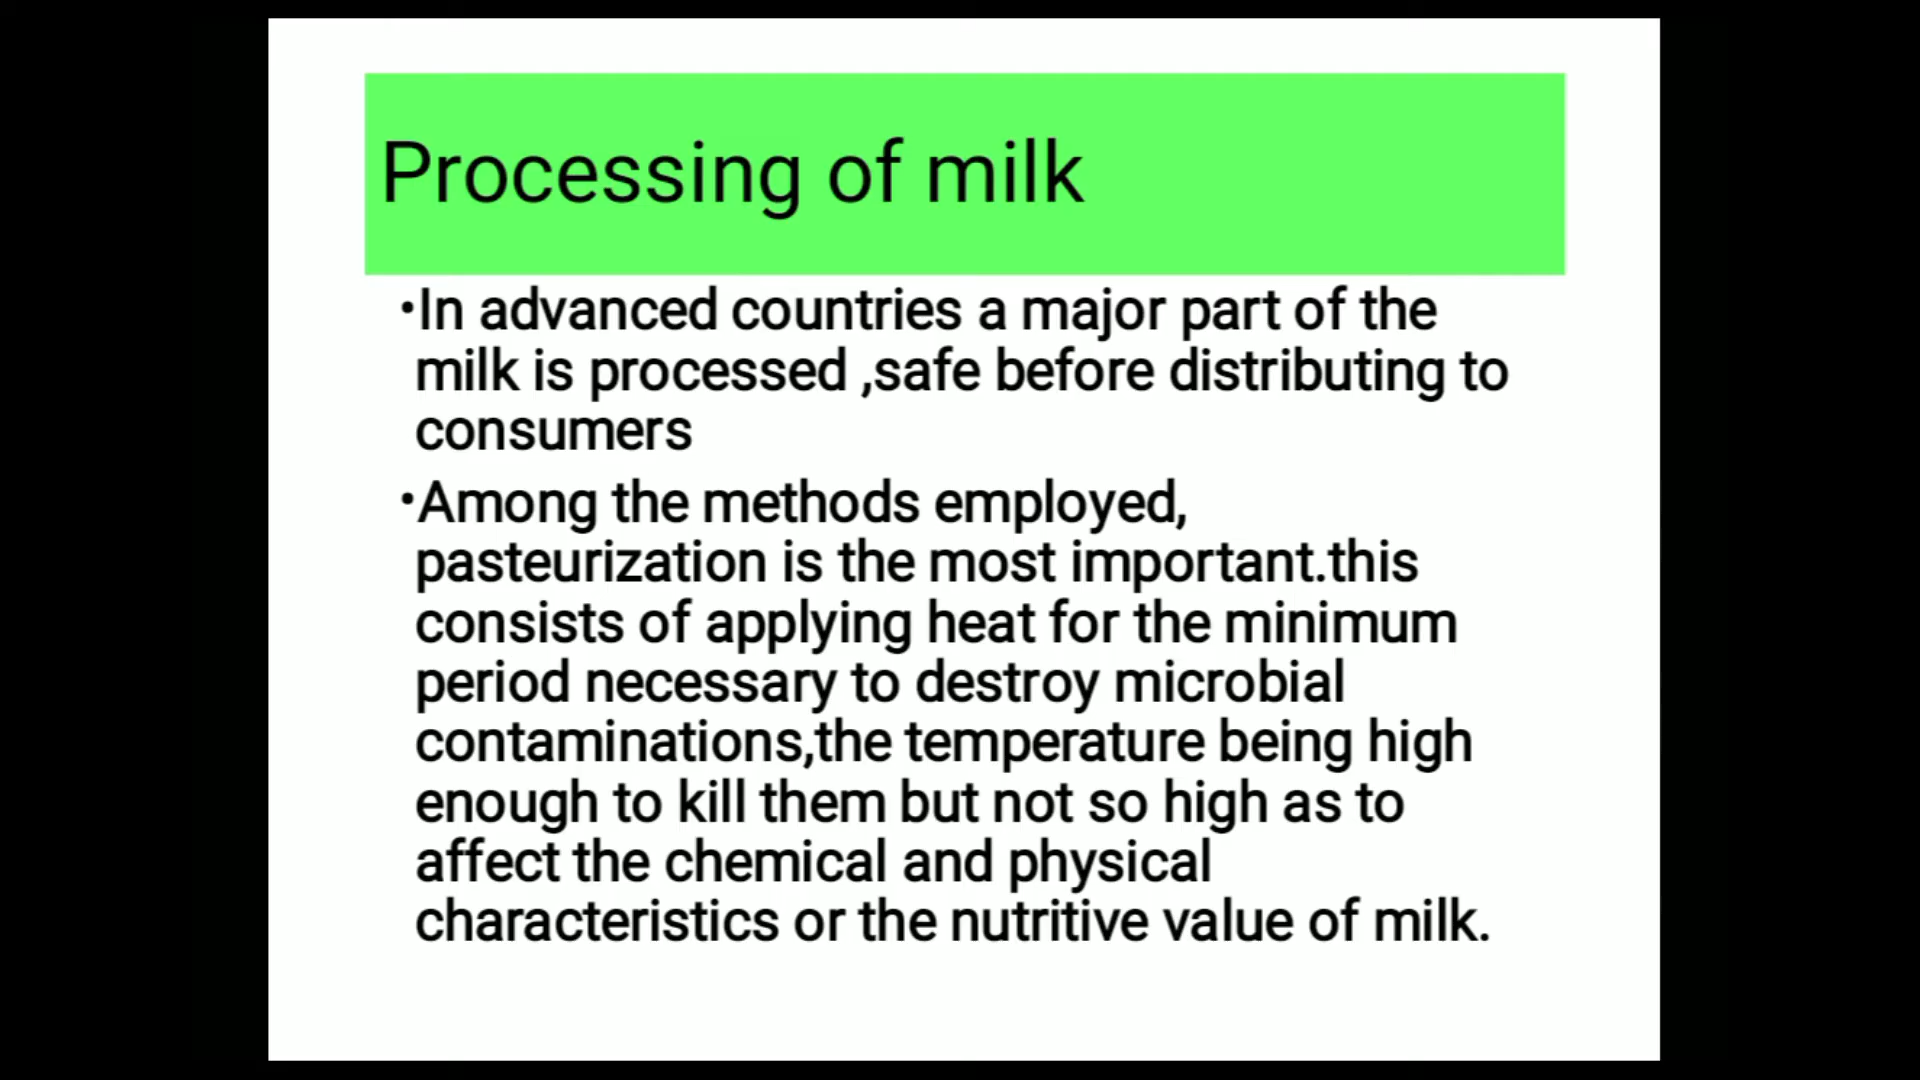 Processing of milk
•In advanced countries a major part of the
milk is processed ,safe before distributing to
consumers
•Among the methods employed,
pasteurization is the most important.this
consists of applying heat for the minimum
period necessary to destroy microbial
contaminations,the temperature being high
enough to kill them but not so high as to
affect the chemical and physical
characteristics or the nutritive value of milk.